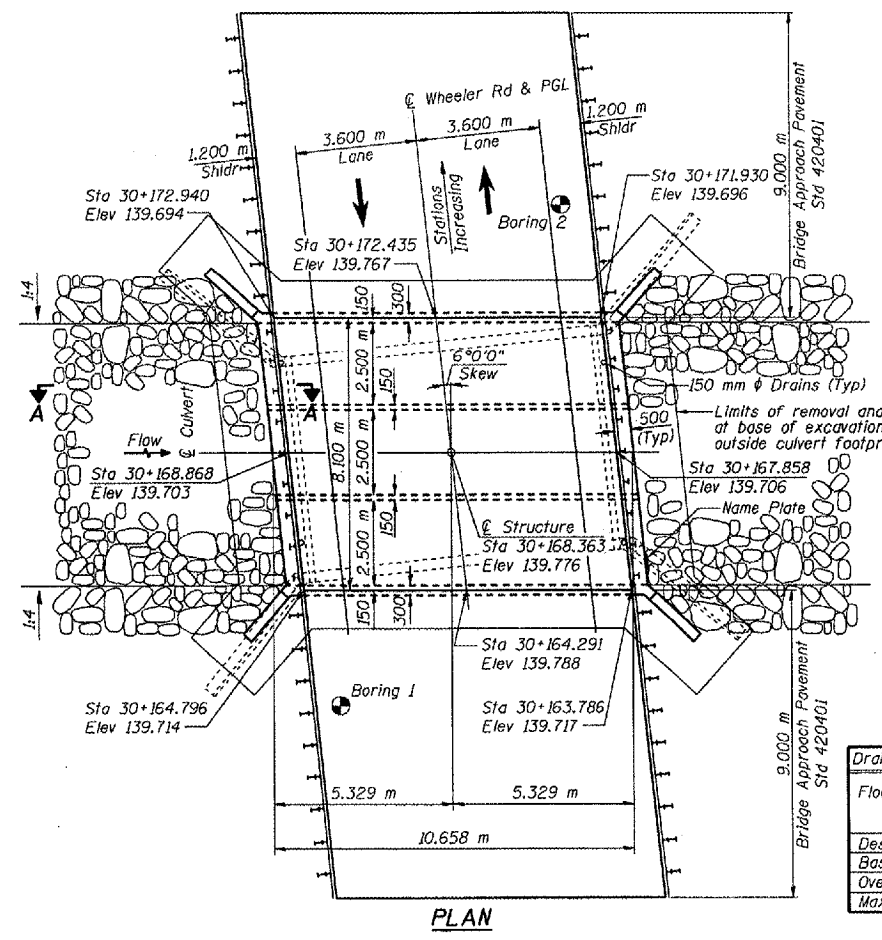 ℄ Wheeler Rd & PGL
1.200 m
Shldr
3.600 m
Lane
3.600 m
Lane
1.200 m
Shldr
Stations
Increasing
Boring 2
Bridge Approach Pavement
Std 420401
9.000 m
Sta 30+172.940
Elev 139.694
Sta 30+171.930
Elev 139.696
Sta 30+172.435
Elev 139.767
1:4
150
300
2.500 m
150
6°0'0"
Skew
150 mm ϕ Drains (Typ)
A
A
500
(Typ)
Limits of removal and
at base of excavation
outside culvert footpr
Flow
℄ Culvert
8.100 m
2.500 m
Sta 30+168.868
Elev 139.703
Sta 30+167.858
Elev 139.706
Name Plate
150
℄ Structure
Sta 30+168.363
Elev 139.776
2.500 m
1:4
150
300
Sta 30+164.291
Elev 139.788
Sta 30+164.796
Elev 139.714
Boring 1
Sta 30+163.786
Elev 139.717
9.000 m
Bridge Approach Pavement
Std 420401
5.329 m
5.329 m
10.658 m
Drai
Floo
Des
Bas
Ove
Max
PLAN